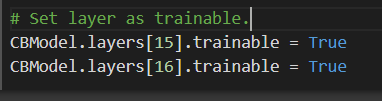 # Set layer as trainable.
CBModel.layers[15].trainable = True
CBModel.layers[16].trainable = True